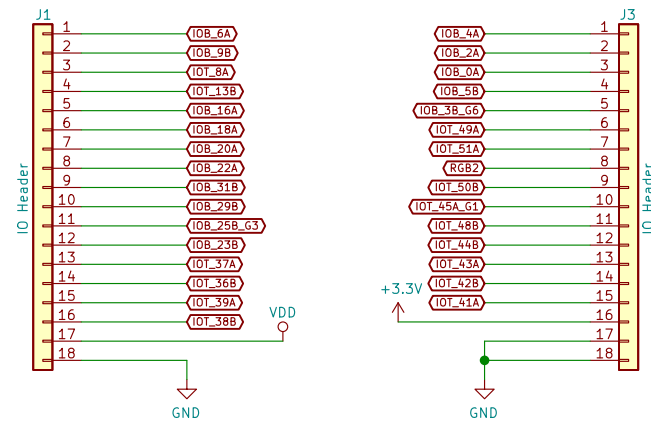 J1
1 IOB_6A
2 IOB_9B
3 IOT_8A
4 IOT_13B
5 IOB_16A
6 IOB_18A
7 IOB_20A
8 IOB_22A
9 IOB_31B
10 IOB_29B
11 IOB_25B_G3
12 IOB_23B
13 IOT_37A
14 IOT_36B
15 IOT_39A
16 IOT_38B
17 VDD
18 GND
IO Header
J3
IOB_4A 1
IOB_2A 2
IOB_0A 3
IOB_5B 4
IOB_3B_G6 5
IOT_49A 6
IOT_51A 7
RGB2 8
IOT_50B 9
IOT_45A_G1 10
IOT_48B 11
IOT_44B 12
IOT_43A 13
IOT_42B 14
IOT_41A 15
+3.3V 16
17
GND 18
IO Header